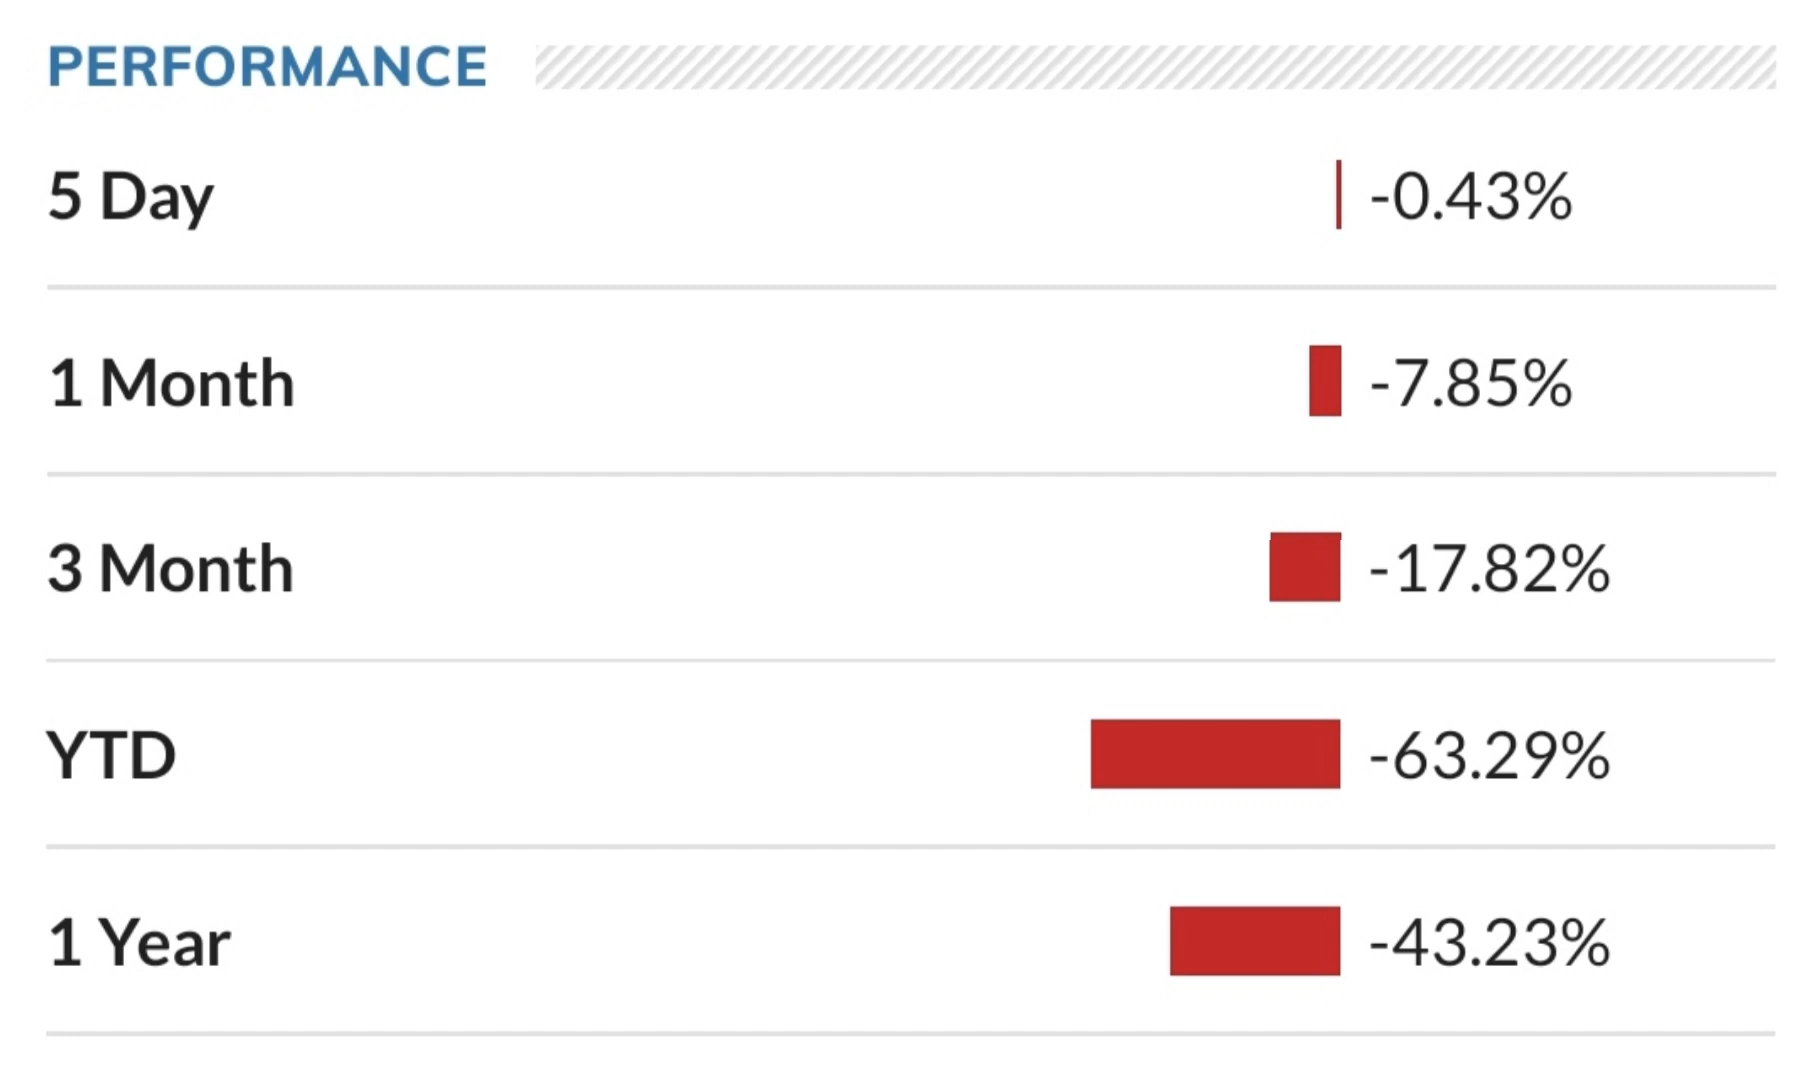 PERFORMANCE
5 Day -0.43%
1 Month -7.85%
3 Month -17.82%
YTD -63.29%
1 Year -43.23%